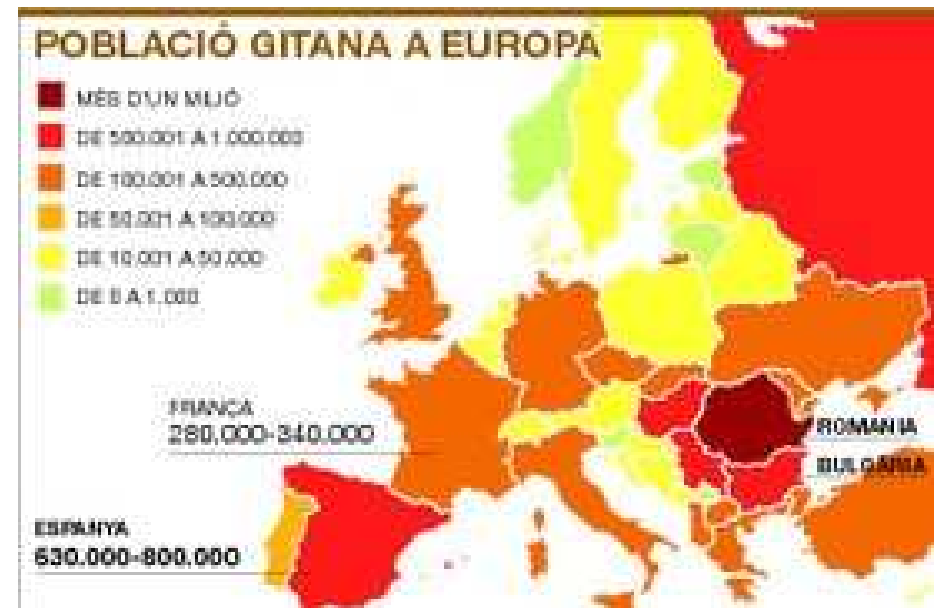 POBLACIÓ GITANA A EUROPA
MÉS D'UN MILIÓ
DE 500.001 A 1.000.000
DE 100.001 A 500.000
DE 50.001 A 100.000
DE 10.001 A 50.000
DE 0 A 1.000
FRANÇA
280.000-340.000
ROMANIA
BULGÀRIA
ESPANYA
630.000-800.000